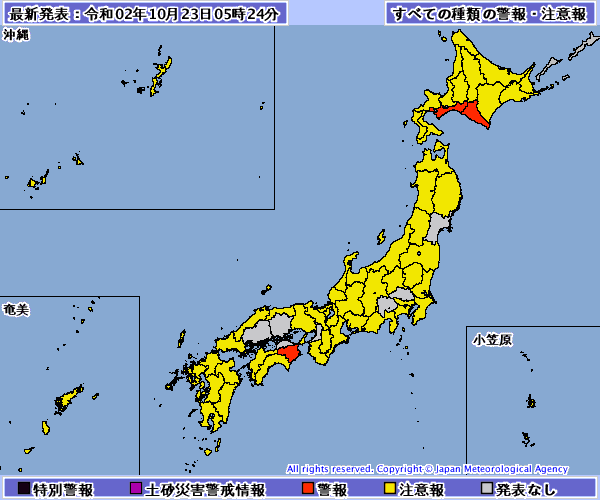 最新発表：令和02年10月23日05時24分
すべての種類の警報・注意報
沖縄
奄美
小笠原
All rights reserved. Copyright © Japan Meteorological Agency
特別警報 土砂災害警戒情報 警報 注意報 発表なし